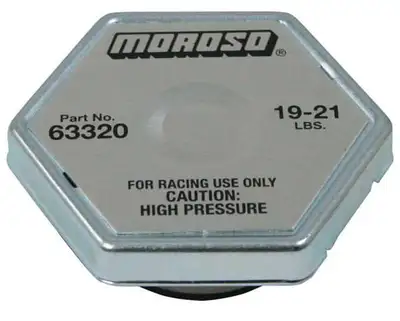 MOROSO®
Part No.
63320
19-21
LBS.
FOR RACING USE ONLY
CAUTION:
HIGH PRESSURE